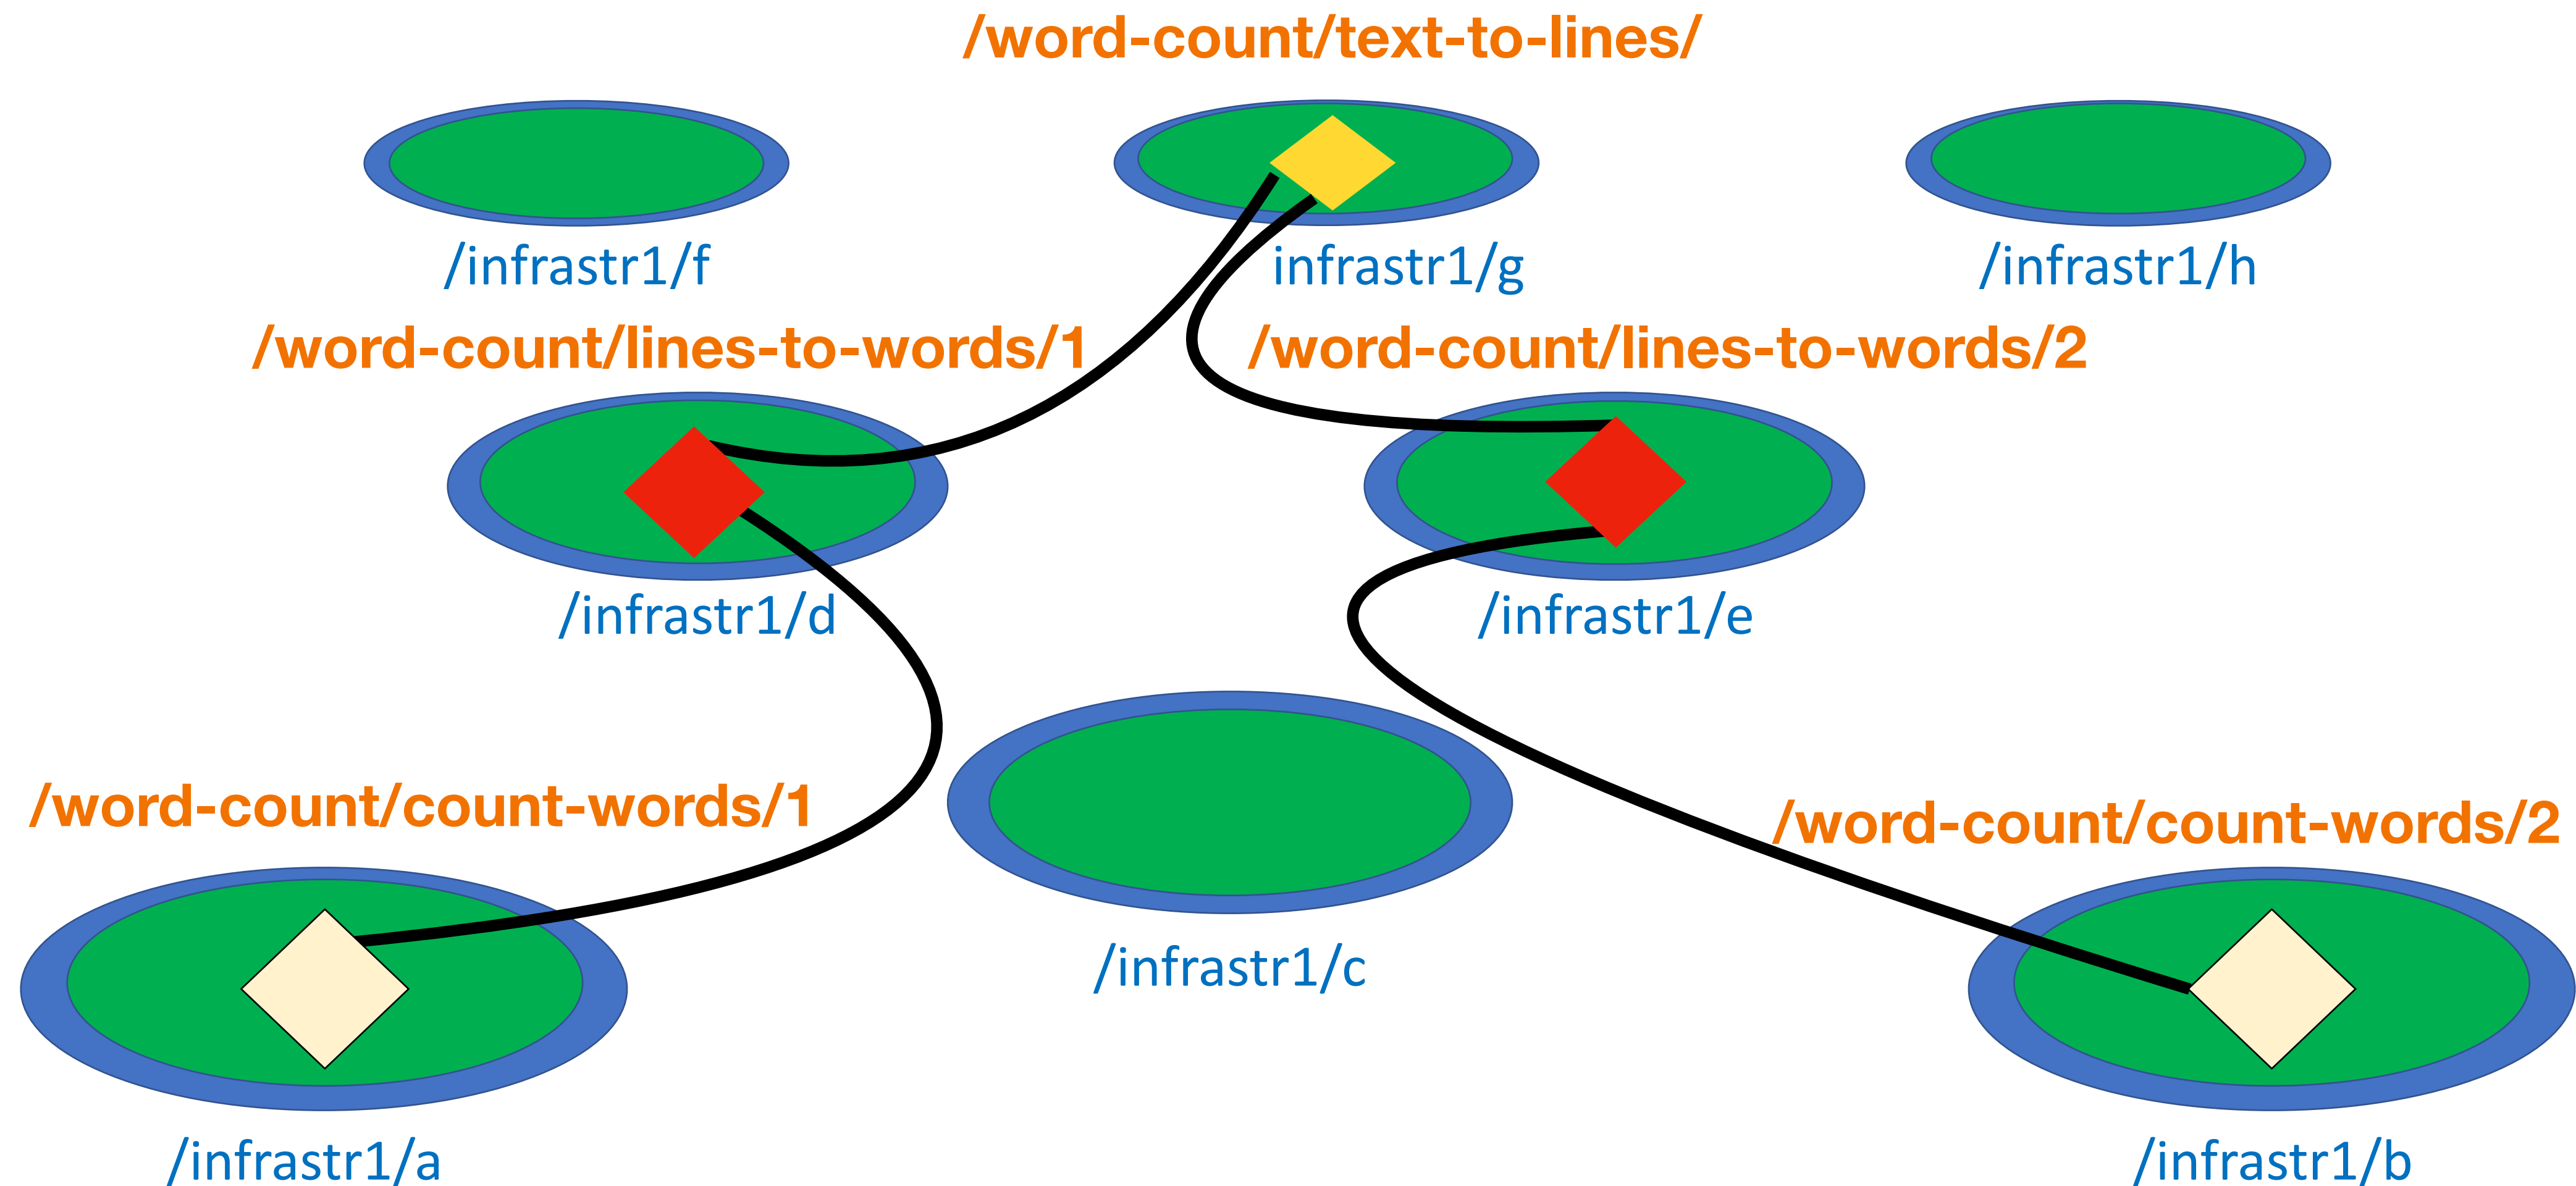 /word-count/text-to-lines/
/infrastr1/f
infrastr1/g
/infrastr1/h
/word-count/lines-to-words/1
/word-count/lines-to-words/2
/infrastr1/d
/infrastr1/e
/word-count/count-words/1
/word-count/count-words/2
/infrastr1/c
/infrastr1/a
/infrastr1/b